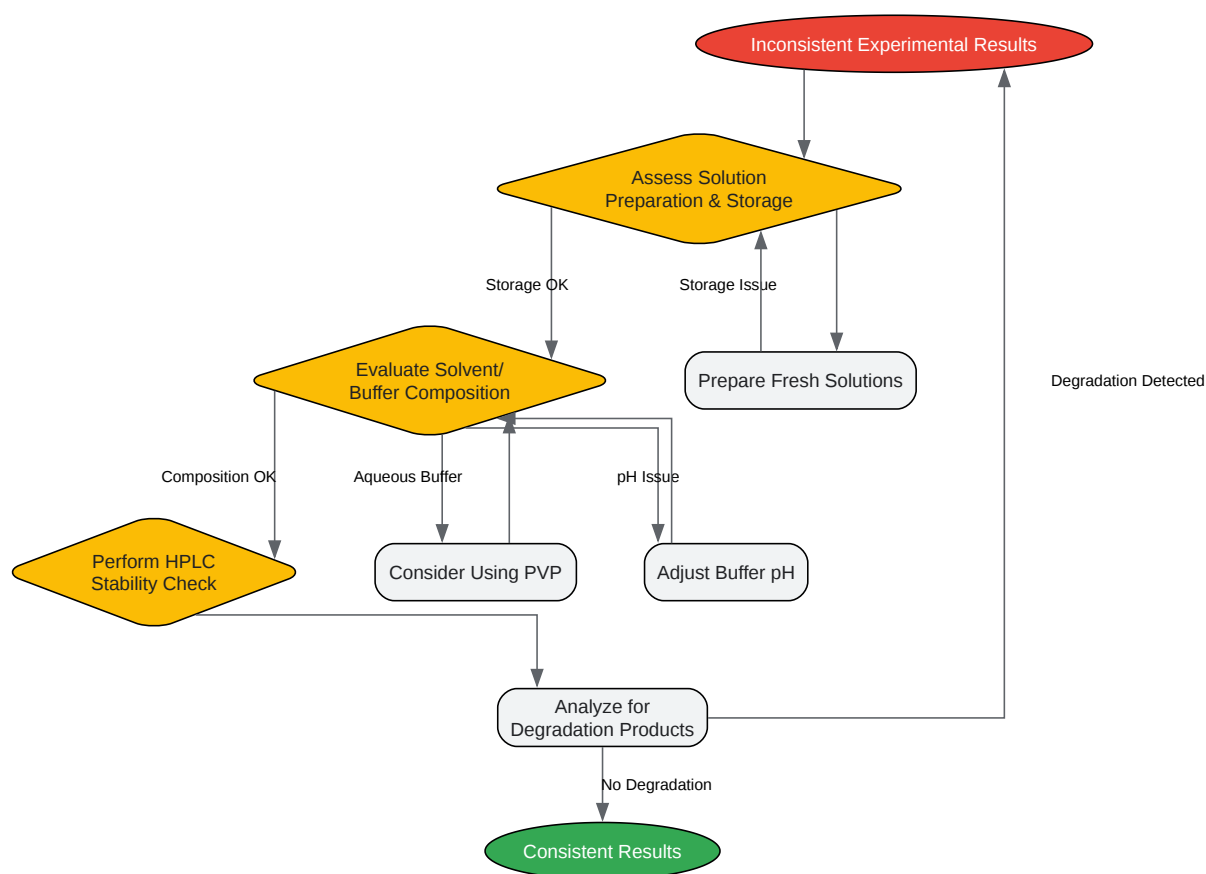 Inconsistent Experimental Results
Assess Solution
Preparation & Storage
Storage OK
Storage Issue
Evaluate Solvent/
Buffer Composition
Prepare Fresh Solutions
Degradation Detected
Composition OK
Aqueous Buffer
pH Issue
Perform HPLC
Stability Check
Consider Using PVP
Adjust Buffer pH
Analyze for
Degradation Products
No Degradation
Consistent Results